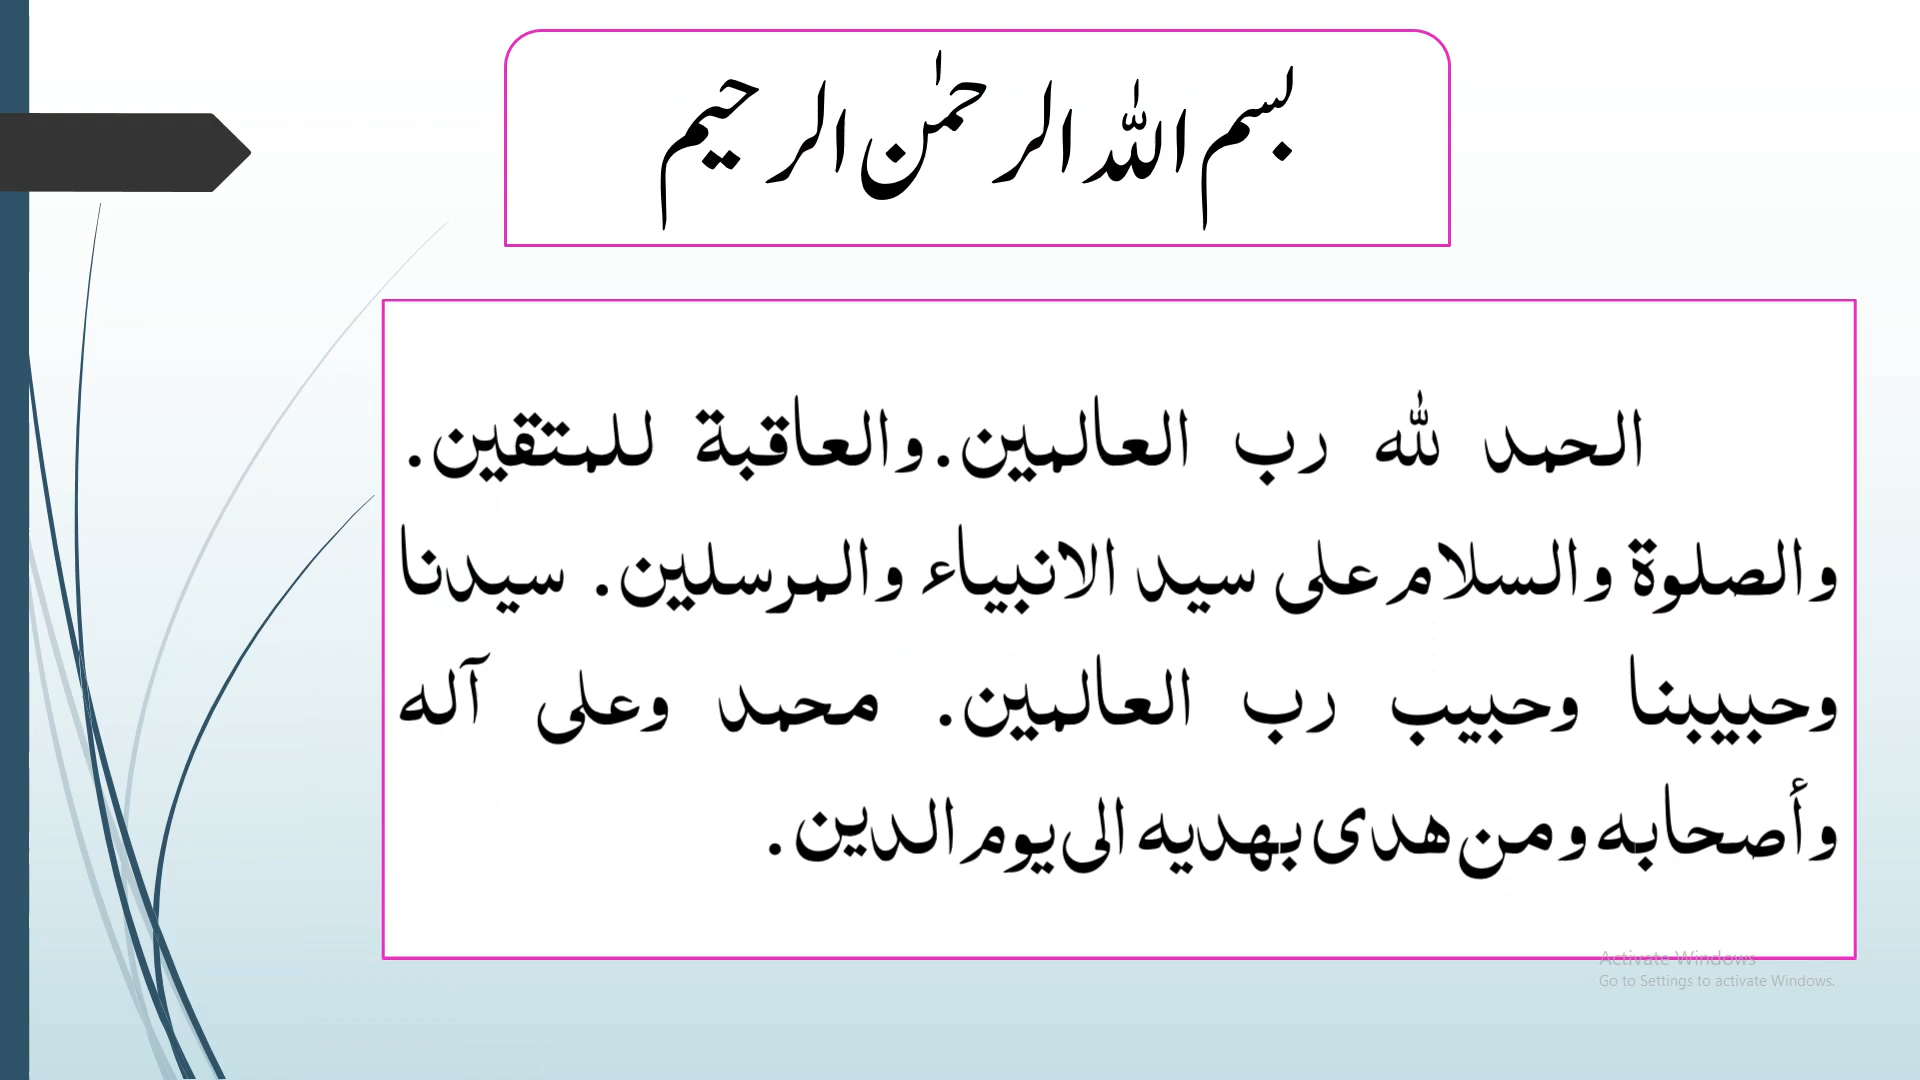 بسم اللّٰہ الرحمٰن الرحیم
الحمد لله رب العالمين. والعاقبة للمتقين.
والصلوة والسلام على سيد الانبياء والمرسلين. سيدنا
وحبيبنا وحبيب رب العالمين. محمد وعلى آله
وأصحابه ومن هدى بهديه الى يوم الدين.
Activate Windows
Go to Settings to activate Windows.